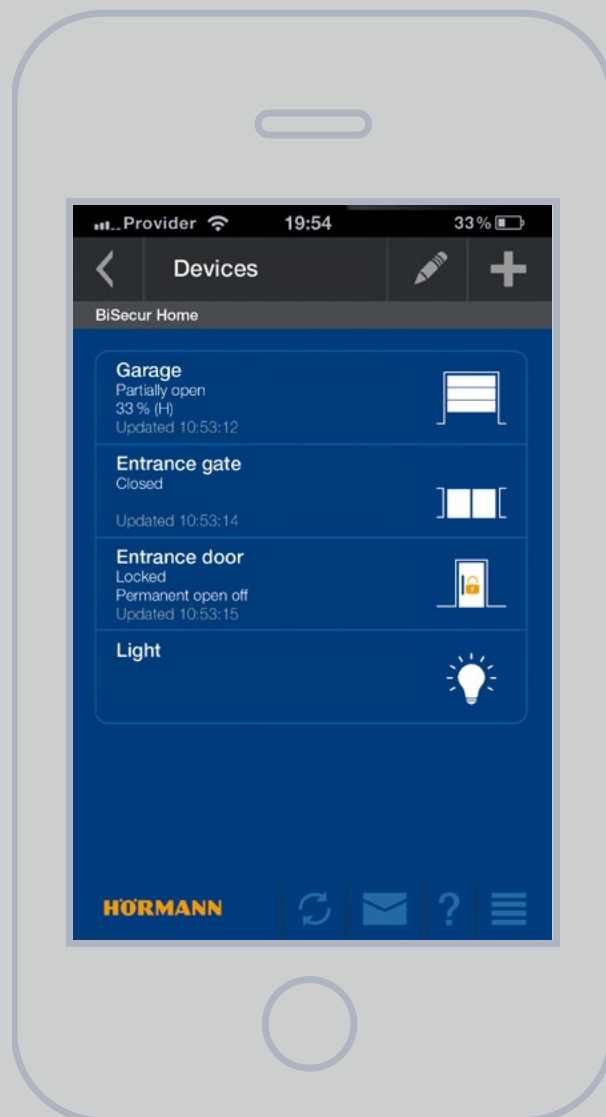 Provider 19:54 33 %
Devices
BiSecur Home
Garage
Partially open
33 % (H)
Updated 10:53:12
Entrance gate
Closed
Updated 10:53:14
Entrance door
Locked
Permanent open off
Updated 10:53:15
Light
HÖRMANN ?